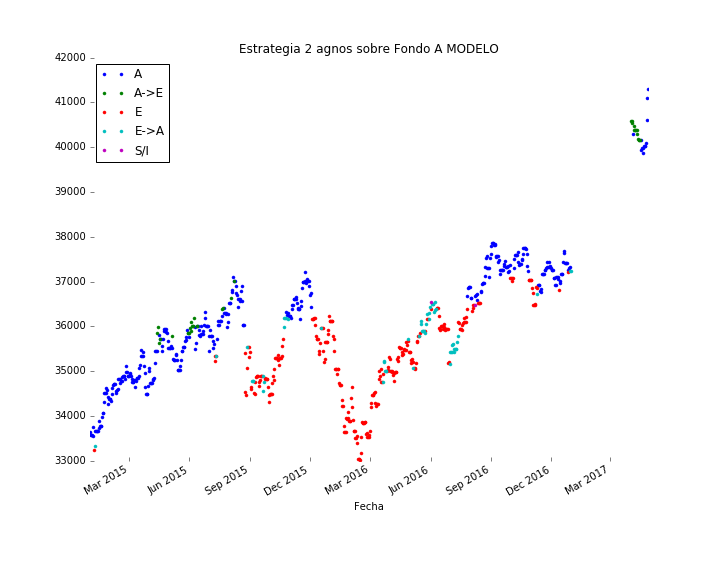 Estrategia 2 agnos sobre Fondo A MODELO
42000
41000
40000
39000
38000
37000
36000
35000
34000
33000
A
A->E
E
E->A
S/I
Mar 2015
Jun 2015
Sep 2015
Dec 2015
Mar 2016
Jun 2016
Sep 2016
Dec 2016
Mar 2017
Fecha